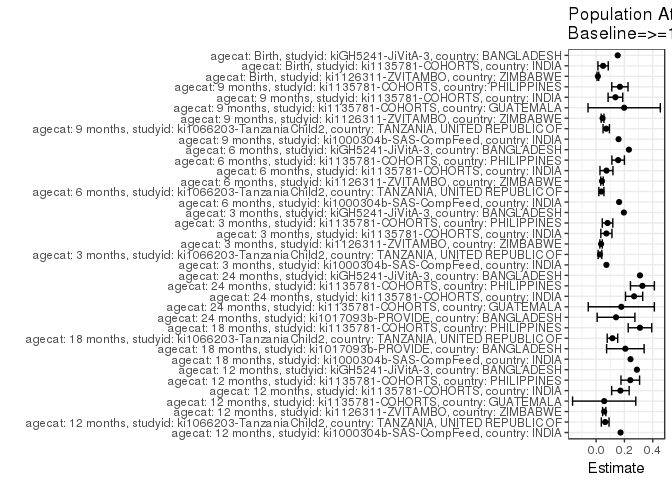 Population A
Baseline=>=1
agecat: Birth, studyid: kiGH5241-JiVitA-3, country: BANGLADESH
agecat: Birth, studyid: ki1135781-COHORTS, country: INDIA
agecat: Birth, studyid: ki1126311-ZVITAMBO, country: ZIMBABWE
agecat: 9 months, studyid: ki1135781-COHORTS, country: PHILIPPINES
agecat: 9 months, studyid: ki1135781-COHORTS, country: INDIA
agecat: 9 months, studyid: ki1135781-COHORTS, country: GUATEMALA
agecat: 9 months, studyid: ki1126311-ZVITAMBO, country: ZIMBABWE
agecat: 9 months, studyid: ki1066203-TanzaniaChild2, country: TANZANIA, UNITED REPUBLIC OF
agecat: 9 months, studyid: ki1000304b-SAS-CompFeed, country: INDIA
agecat: 6 months, studyid: kiGH5241-JiVitA-3, country: BANGLADESH
agecat: 6 months, studyid: ki1135781-COHORTS, country: PHILIPPINES
agecat: 6 months, studyid: ki1135781-COHORTS, country: INDIA
agecat: 6 months, studyid: ki1126311-ZVITAMBO, country: ZIMBABWE
agecat: 6 months, studyid: ki1066203-TanzaniaChild2, country: TANZANIA, UNITED REPUBLIC OF
agecat: 6 months, studyid: ki1000304b-SAS-CompFeed, country: INDIA
agecat: 3 months, studyid: kiGH5241-JiVitA-3, country: BANGLADESH
agecat: 3 months, studyid: ki1135781-COHORTS, country: PHILIPPINES
agecat: 3 months, studyid: ki1135781-COHORTS, country: INDIA
agecat: 3 months, studyid: ki1126311-ZVITAMBO, country: ZIMBABWE
agecat: 3 months, studyid: ki1066203-TanzaniaChild2, country: TANZANIA, UNITED REPUBLIC OF
agecat: 3 months, studyid: ki1000304b-SAS-CompFeed, country: INDIA
agecat: 24 months, studyid: kiGH5241-JiVitA-3, country: BANGLADESH
agecat: 24 months, studyid: ki1135781-COHORTS, country: PHILIPPINES
agecat: 24 months, studyid: ki1135781-COHORTS, country: INDIA
agecat: 24 months, studyid: ki1135781-COHORTS, country: GUATEMALA
agecat: 24 months, studyid: ki1017093b-PROVIDE, country: BANGLADESH
agecat: 18 months, studyid: ki1135781-COHORTS, country: PHILIPPINES
agecat: 18 months, studyid: ki1066203-TanzaniaChild2, country: TANZANIA, UNITED REPUBLIC OF
agecat: 18 months, studyid: ki1017093b-PROVIDE, country: BANGLADESH
agecat: 18 months, studyid: ki1000304b-SAS-CompFeed, country: INDIA
agecat: 12 months, studyid: kiGH5241-JiVitA-3, country: BANGLADESH
agecat: 12 months, studyid: ki1135781-COHORTS, country: PHILIPPINES
agecat: 12 months, studyid: ki1135781-COHORTS, country: INDIA
agecat: 12 months, studyid: ki1135781-COHORTS, country: GUATEMALA
agecat: 12 months, studyid: ki1126311-ZVITAMBO, country: ZIMBABWE
agecat: 12 months, studyid: ki1066203-TanzaniaChild2, country: TANZANIA, UNITED REPUBLIC OF
agecat: 12 months, studyid: ki1000304b-SAS-CompFeed, country: INDIA
0.0 0.2 0.4
Estimate